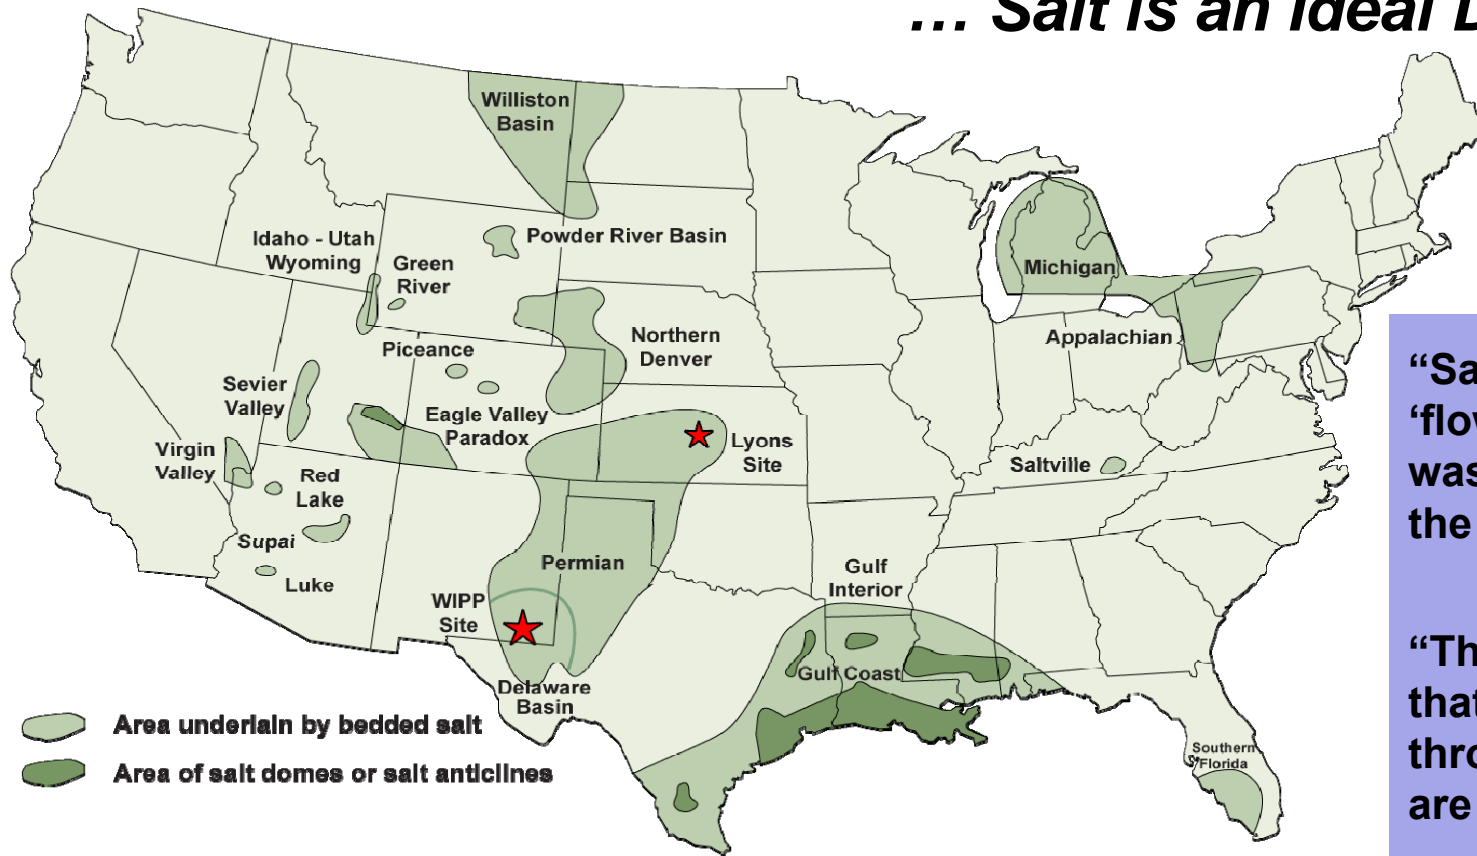 … Salt is an Ideal D
Williston
Basin
Powder River Basin
Idaho - Utah
Wyoming
Green
River
Michigan
Northern
Denver
Appalachian
Piceance
Sevier
Valley
Eagle Valley
Paradox
Virgin
Valley
Red
Lake
Lyons
Site
Saltville
Supai
Luke
Permian
Gulf
Interior
WIPP
Site
Gulf Coast
Delaware
Basin
Southern
Florida
Area underlain by bedded salt
Area of salt domes or salt anticlines
“Sa
‘flow
was
the
“Th
that
thro
are